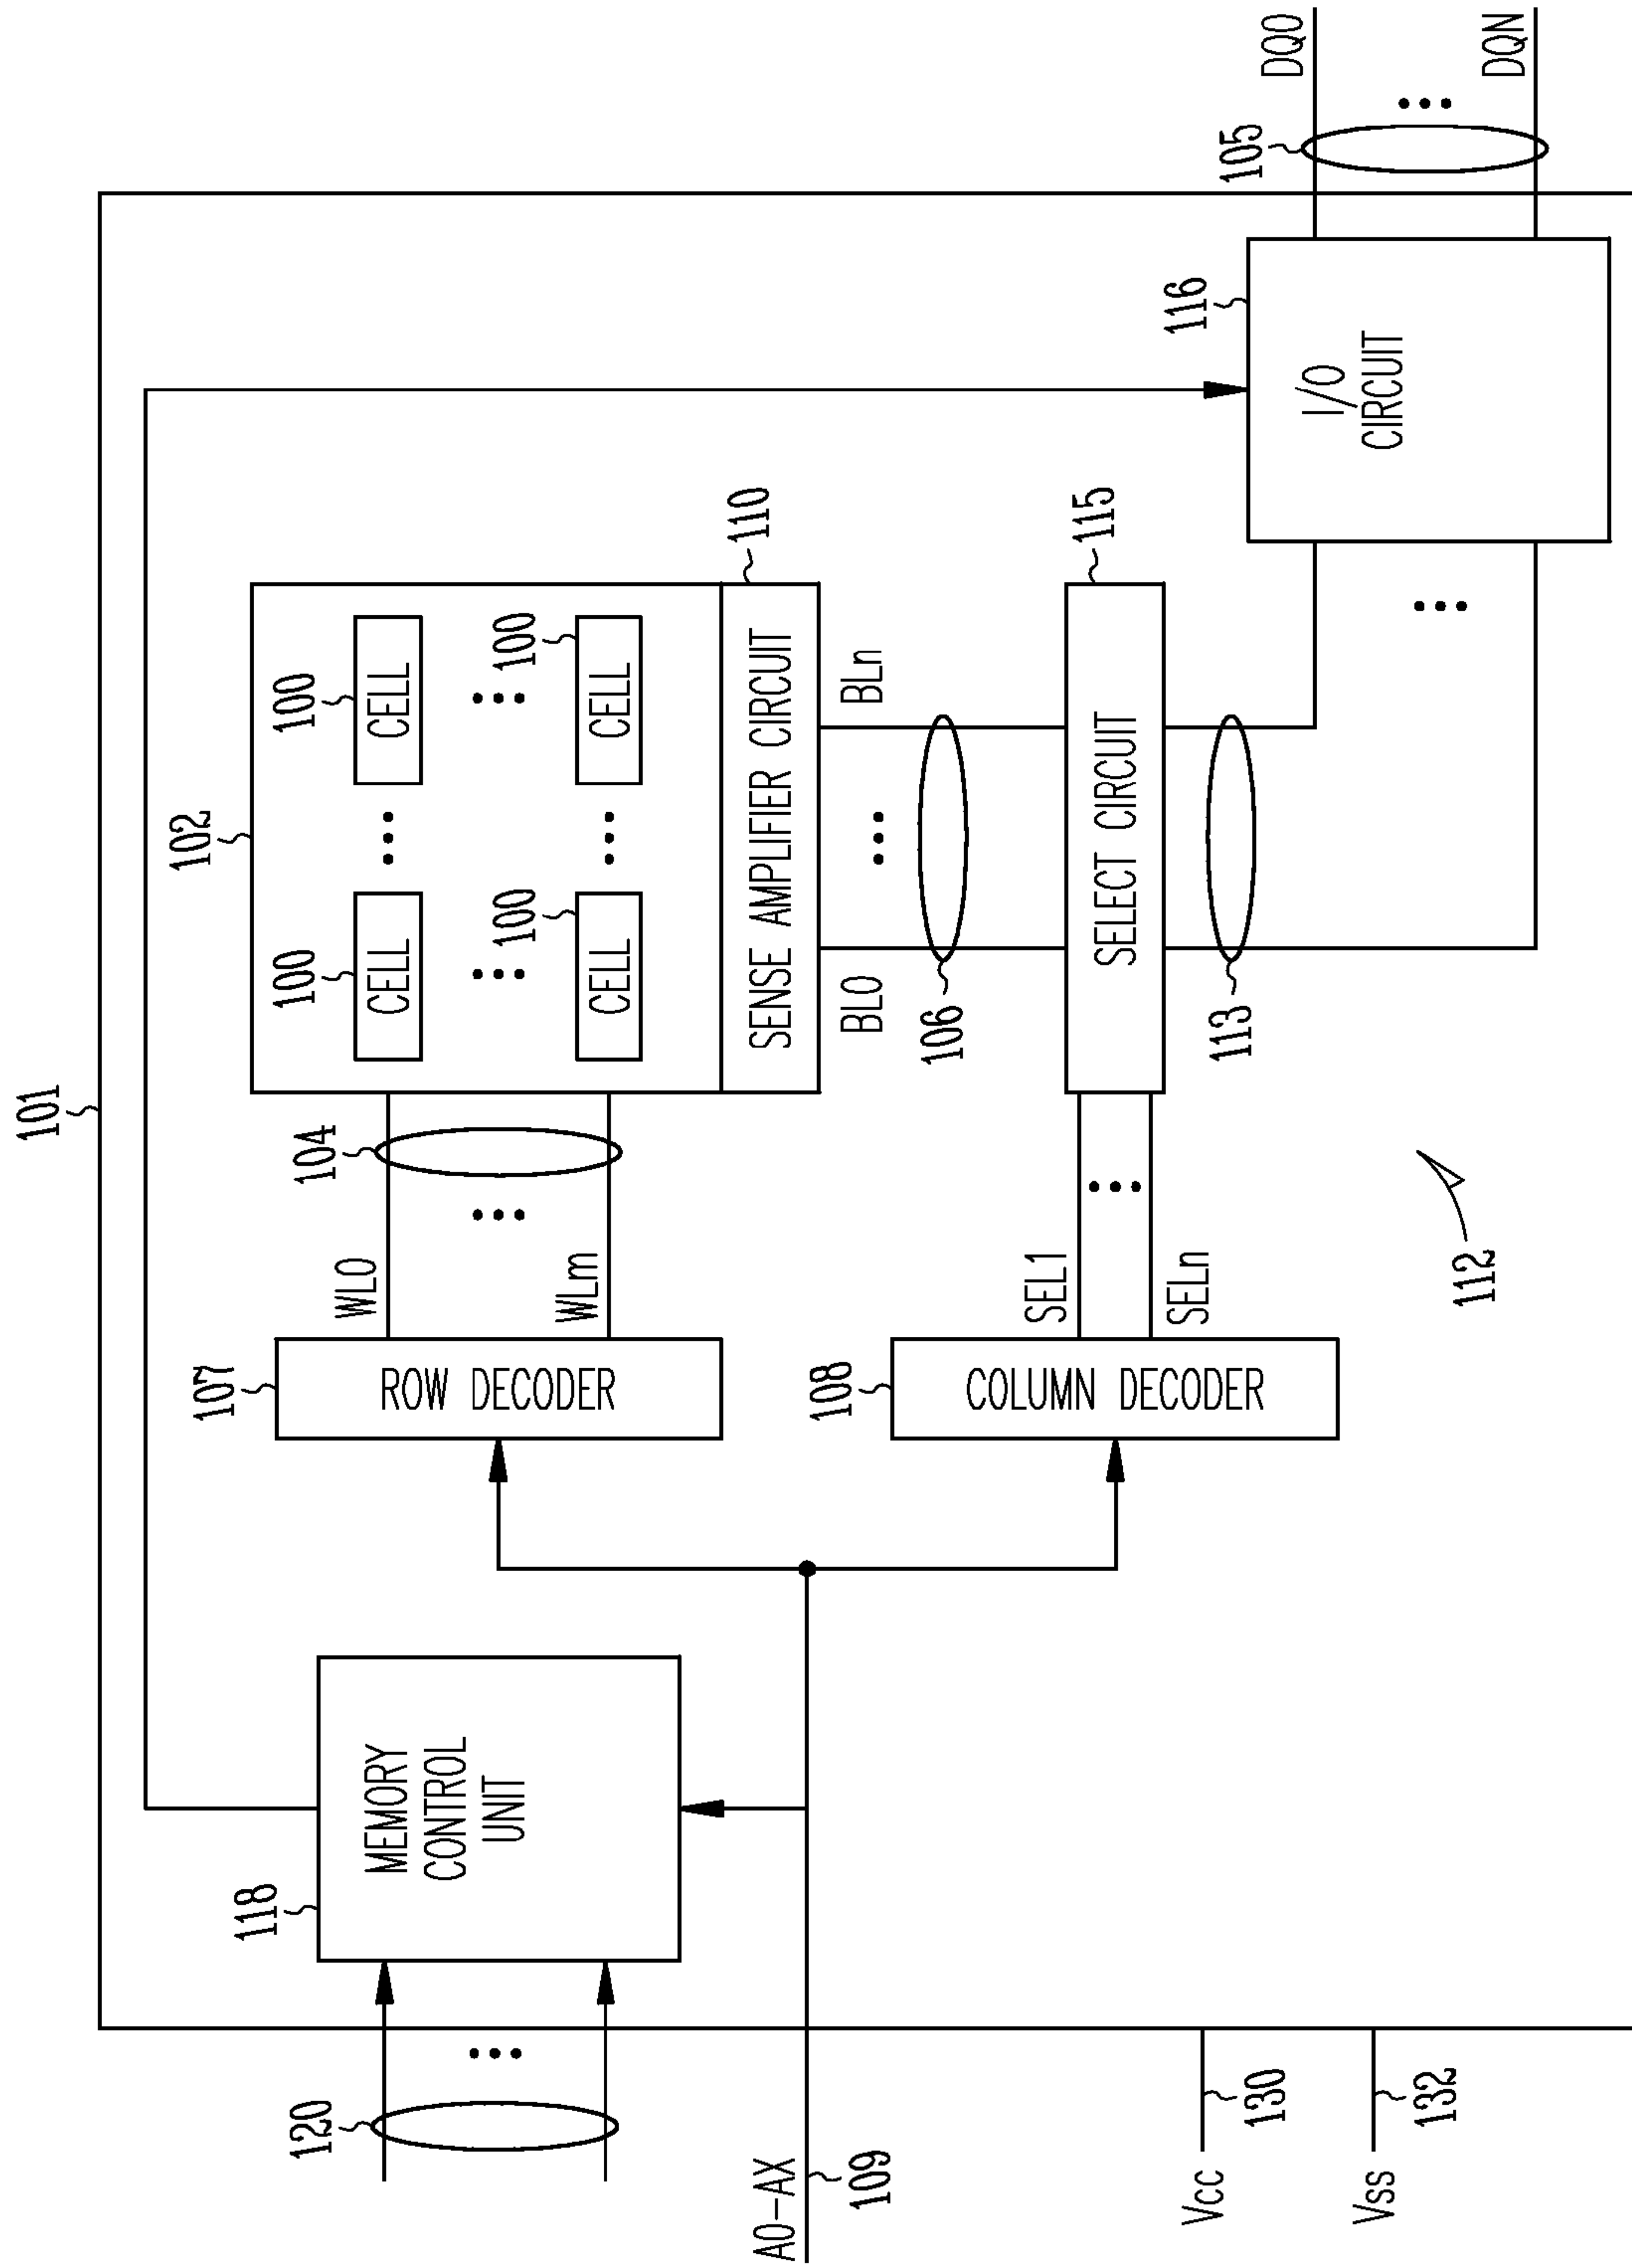 101
102
100
CELL
100
CELL
100
CELL
100
CELL
SENSE AMPLIFIER CIRCUIT
110
104
WL0
WLm
107
ROW DECODER
118
MEMORY
CONTROL
UNIT
120
A0-AX
109
BL0
BLn
106
108
COLUMN DECODER
SEL1
SELn
SELECT CIRCUIT
115
113
116
I/O
CIRCUIT
105
DQ0
DQN
112
Vcc
130
Vss
132